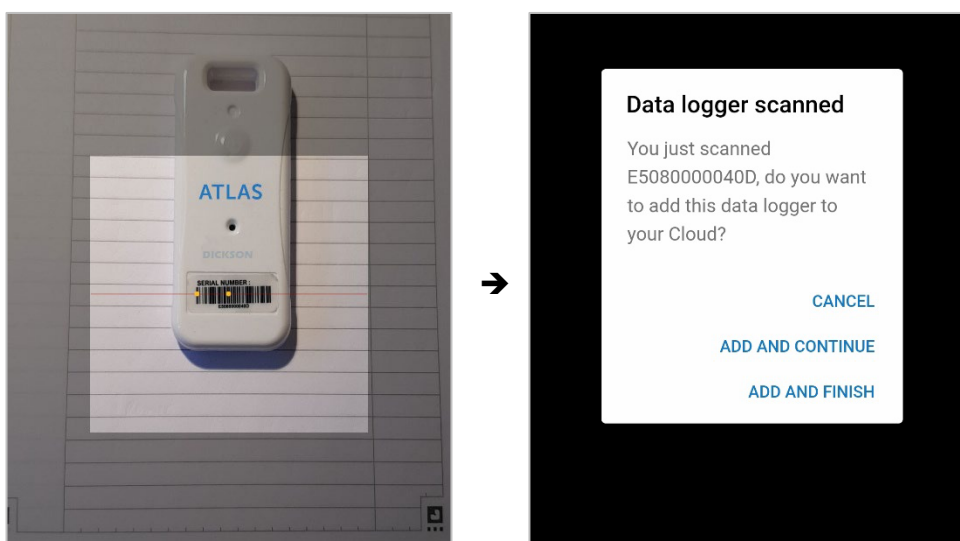 ATLAS
DICKSON
SERIAL NUMBER :
E5080000040D
➔
Data logger scanned
You just scanned
E5080000040D, do you want
to add this data logger to
your Cloud?
CANCEL
ADD AND CONTINUE
ADD AND FINISH